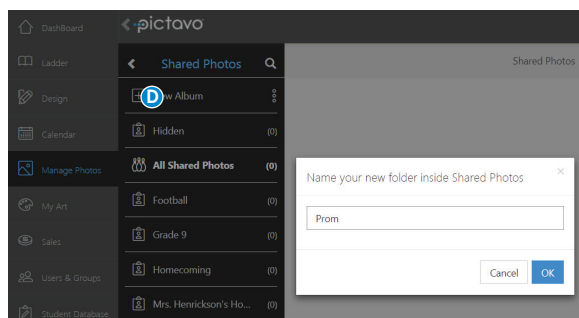 DashBoard
Ladder
Design
Calendar
Manage Photos
My Art
Sales
Users & Groups
Student Database
pictavo
Shared Photos
D
w Album
Hidden (0)
All Shared Photos (0)
Football (0)
Grade 9 (0)
Homecoming (0)
Mrs. Henrickson's Ho... (0)
Shared Photos
Name your new folder inside Shared Photos ×
Prom
Cancel OK